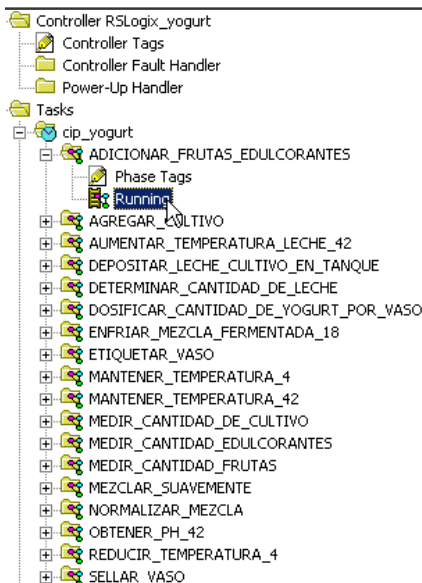 Controller RSLogix_yogurt
Controller Tags
Controller Fault Handler
Power-Up Handler
Tasks
cip_yogurt
ADICIONAR_FRUTAS_EDULCORANTES
Phase Tags
Running
AGREGAR_CULTIVO
AUMENTAR_TEMPERATURA_LECHE_42
DEPOSITAR_LECHE_CULTIVO_EN_TANQUE
DETERMINAR_CANTIDAD_DE_LECHE
DOSIFICAR_CANTIDAD_DE_YOGURT_POR_VASO
ENFRIAR_MEZCLA_FERMENTADA_18
ETIQUETAR_VASO
MANTENER_TEMPERATURA_4
MANTENER_TEMPERATURA_42
MEDIR_CANTIDAD_DE_CULTIVO
MEDIR_CANTIDAD_EDULCORANTES
MEDIR_CANTIDAD_FRUTAS
MEZCLAR_SUAVEMENTE
NORMALIZAR_MEZCLA
OBTENER_PH_42
REDUCIR_TEMPERATURA_4
SELLAR_VASO